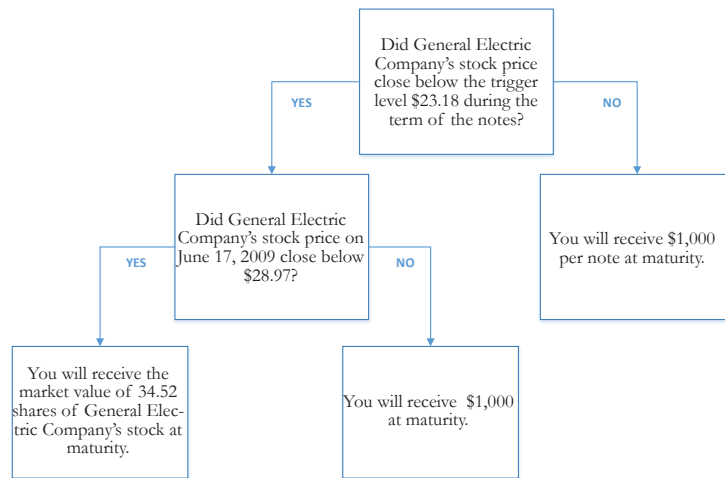 Did General Electric
Company's stock price
close below the trigger
level $23.18 during the
term of the notes?
YES
NO
Did General Electric
Company's stock price on
June 17, 2009 close below
$28.97?
You will receive $1,000
per note at maturity.
YES
NO
You will receive the
market value of 34.52
shares of General Elec-
tric Company's stock at
maturity.
You will receive  $1,000
at maturity.